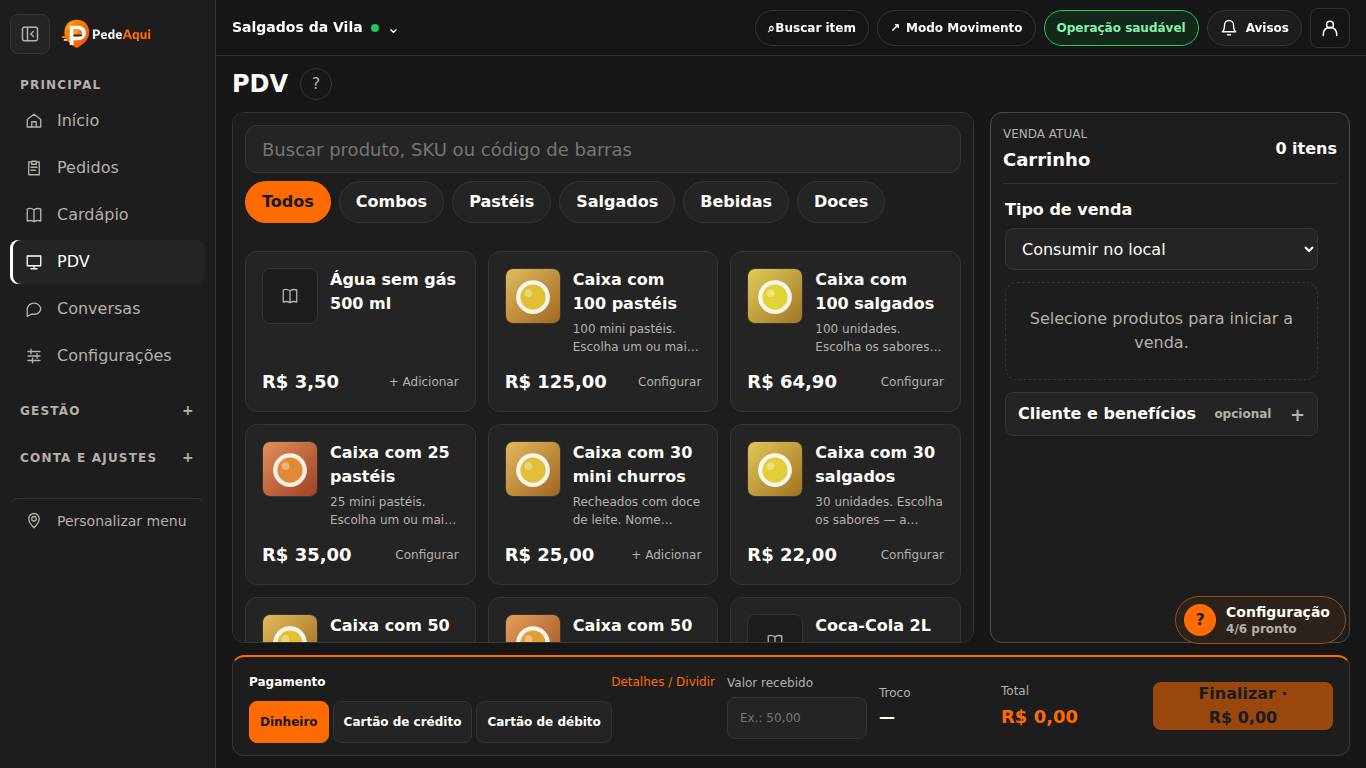 PedeAqui
PRINCIPAL
Início
Pedidos
Cardápio
PDV
Conversas
Configurações
GESTÃO +
CONTA E AJUSTES +
Personalizar menu
Salgados da Vila
Buscar item
Modo Movimento
Operação saudável
Avisos
PDV ?
Buscar produto, SKU ou código de barras
Todos
Combos
Pastéis
Salgados
Bebidas
Doces
Água sem gás
500 ml
R$ 3,50
+ Adicionar
Caixa com
100 pastéis
100 mini pastéis.
Escolha um ou mai…
R$ 125,00
Configurar
Caixa com
100 salgados
100 unidades.
Escolha os sabores…
R$ 64,90
Configurar
Caixa com 25
pastéis
25 mini pastéis.
Escolha um ou mai…
R$ 35,00
Configurar
Caixa com 30
mini churros
Recheados com doce
de leite. Nome…
R$ 25,00
+ Adicionar
Caixa com 30
salgados
30 unidades. Escolha
os sabores — a…
R$ 22,00
Configurar
Caixa com 50
Caixa com 50
Coca-Cola 2L
VENDA ATUAL
Carrinho
0 itens
Tipo de venda
Consumir no local
Selecione produtos para iniciar a
venda.
Cliente e benefícios opcional +
? Configuração
4/6 pronto
Pagamento
Detalhes / Dividir
Dinheiro
Cartão de crédito
Cartão de débito
Valor recebido
Ex.: 50,00
Troco
—
Total
R$ 0,00
Finalizar ·
R$ 0,00